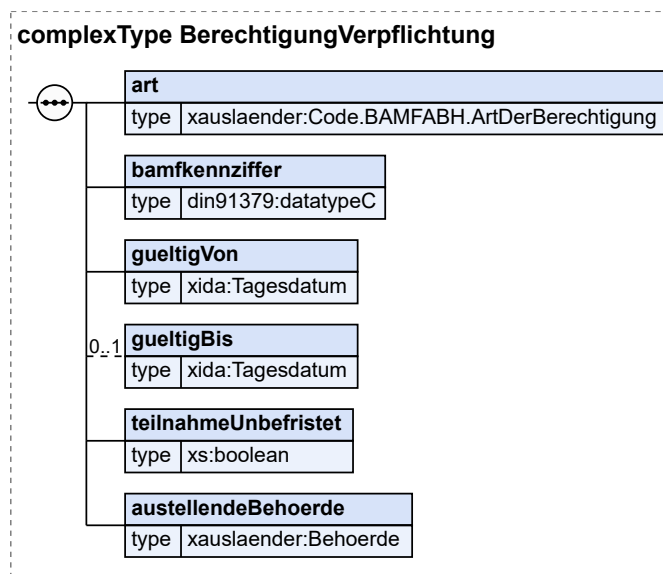 complexType BerechtigungVerpflichtung
art
type xauslaender:Code.BAMFABH.ArtDerBerechtigung
bamfkennziffer
type din91379:datatypeC
gueltigVon
type xida:Tagesdatum
0..1 gueltigBis
type xida:Tagesdatum
teilnahmeUnbefristet
type xs:boolean
austellendeBehoerde
type xauslaender:Behoerde